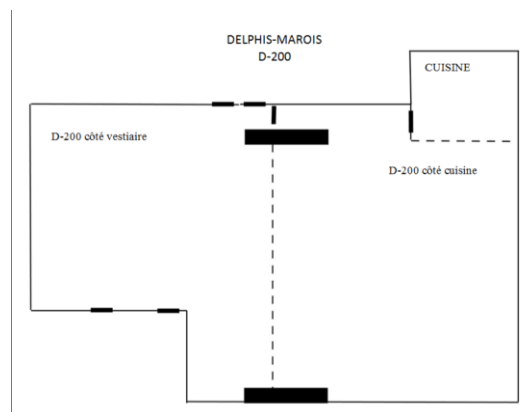 DELPHIS-MAROIS
D-200
CUISINE
D-200 côté vestiaire
D-200 côté cuisine